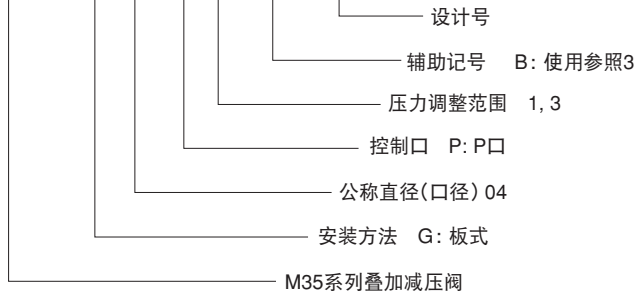 设计号
辅助记号 B: 使用参照3
压力调整范围 1, 3
控制口 P: P口
公称直径(口径) 04
安装方法 G: 板式
M35系列叠加减压阀